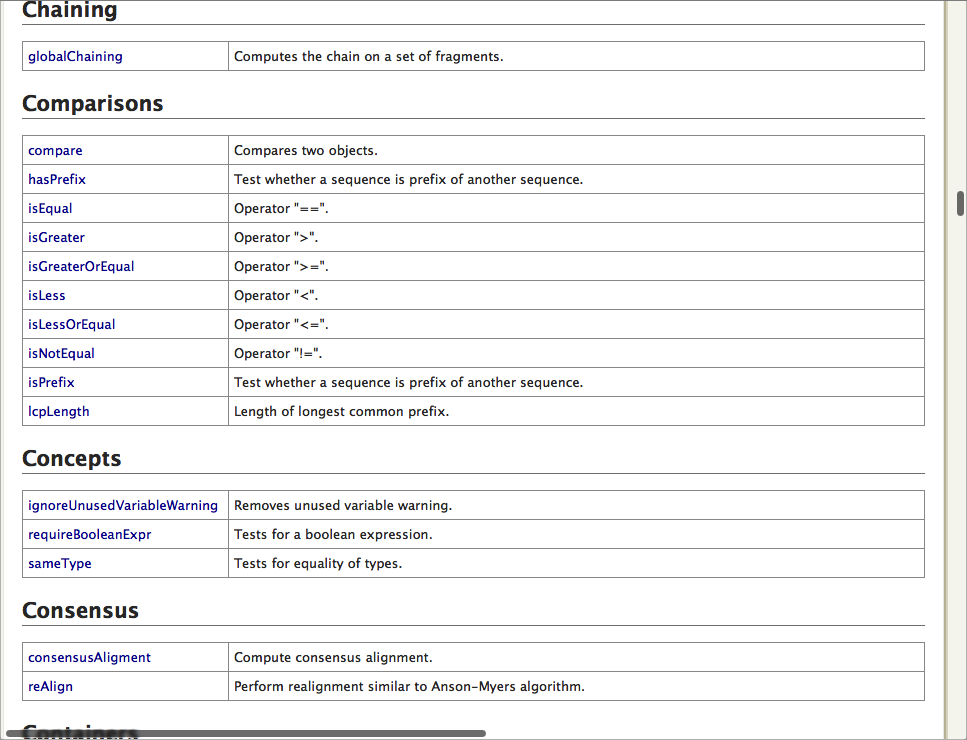 Chaining
globalChaining Computes the chain on a set of fragments.
Comparisons
compare Compares two objects.
hasPrefix Test whether a sequence is prefix of another sequence.
isEqual Operator "==".
isGreater Operator ">".
isGreaterOrEqual Operator ">=".
isLess Operator "<".
isLessOrEqual Operator "<=".
isNotEqual Operator "!=".
isPrefix Test whether a sequence is prefix of another sequence.
lcpLength Length of longest common prefix.
Concepts
ignoreUnusedVariableWarning Removes unused variable warning.
requireBooleanExpr Tests for a boolean expression.
sameType Tests for equality of types.
Consensus
consensusAligment Compute consensus alignment.
reAlign Perform realignment similar to Anson-Myers algorithm.
Containers